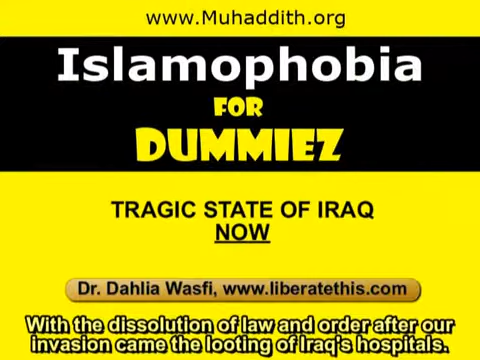 www.Muhaddith.org
Islamophobia
FOR
DUMMIEZ
TRAGIC STATE OF IRAQ
NOW
Dr. Dahlia Wasfi, www.liberatethis.com
With the dissolution of law and order after our
invasion came the looting of Iraq's hospitals.